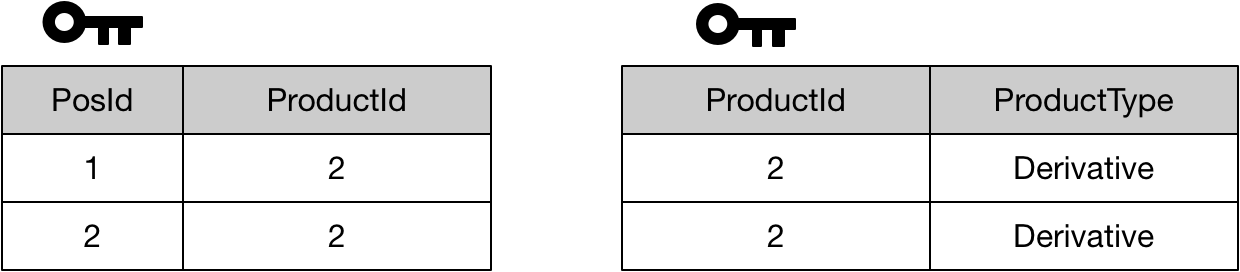 PosId ProductId
1 2
2 2
ProductId ProductType
2 Derivative
2 Derivative